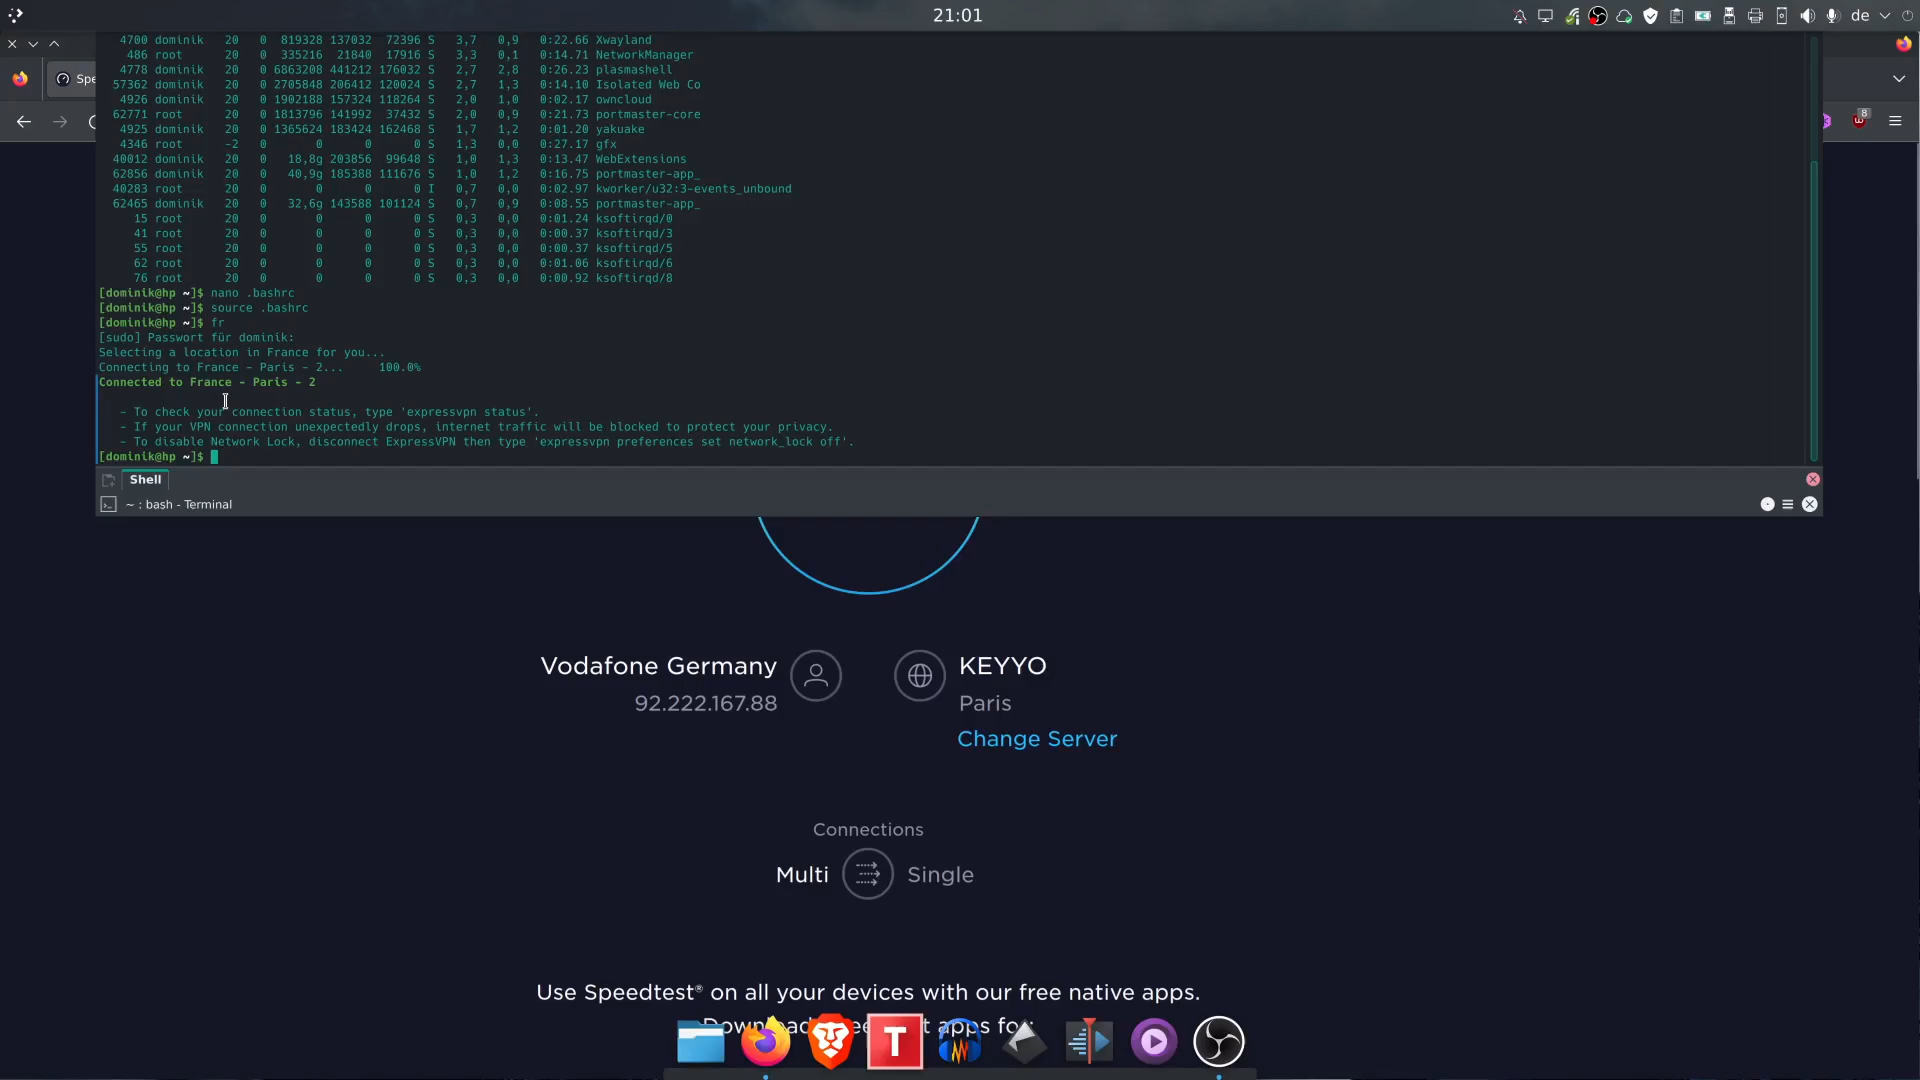 21:01
de
Spe
8
4700 dominik 20 0 819328 137032 72396 S 3,7 0,9 0:22.66 Xwayland
486 root 20 0 335216 21840 17916 S 3,3 0,1 0:14.71 NetworkManager
4778 dominik 20 0 6863208 441212 176032 S 2,7 2,8 0:26.23 plasmashell
57362 dominik 20 0 2705848 206412 120024 S 2,7 1,3 0:14.10 Isolated Web Co
4926 dominik 20 0 1902188 157324 118264 S 2,0 1,0 0:02.17 owncloud
62771 root 20 0 1813796 141992 37432 S 2,0 0,9 0:21.73 portmaster-core
4925 dominik 20 0 1365624 183424 162468 S 1,7 1,2 0:01.20 yakuake
4346 root -2 0 0 0 0 S 1,3 0,0 0:27.17 gfx
40012 dominik 20 0 18,8g 203856 99648 S 1,0 1,3 0:13.47 WebExtensions
62856 dominik 20 0 40,9g 185388 111676 S 1,0 1,2 0:16.75 portmaster-app_
40283 root 20 0 0 0 0 I 0,7 0,0 0:02.97 kworker/u32:3-events_unbound
62465 dominik 20 0 32,6g 143588 101124 S 0,7 0,9 0:08.55 portmaster-app_
15 root 20 0 0 0 0 S 0,3 0,0 0:01.24 ksoftirqd/0
41 root 20 0 0 0 0 S 0,3 0,0 0:00.37 ksoftirqd/3
55 root 20 0 0 0 0 S 0,3 0,0 0:00.37 ksoftirqd/5
62 root 20 0 0 0 0 S 0,3 0,0 0:01.06 ksoftirqd/6
76 root 20 0 0 0 0 S 0,3 0,0 0:00.92 ksoftirqd/8
[dominik@hp ~]$ nano .bashrc
[dominik@hp ~]$ source .bashrc
[dominik@hp ~]$ fr
[sudo] Passwort für dominik:
Selecting a location in France for you...
Connecting to France - Paris - 2... 100.0%
Connected to France - Paris - 2
- To check your connection status, type 'expressvpn status'.
- If your VPN connection unexpectedly drops, internet traffic will be blocked to protect your privacy.
- To disable Network Lock, disconnect ExpressVPN then type 'expressvpn preferences set network_lock off'.
[dominik@hp ~]$
Shell
~ : bash - Terminal
Vodafone Germany
92.222.167.88
KEYYO
Paris
Change Server
Connections
Multi
Single
Use Speedtest® on all your devices with our free native apps.
apps
T